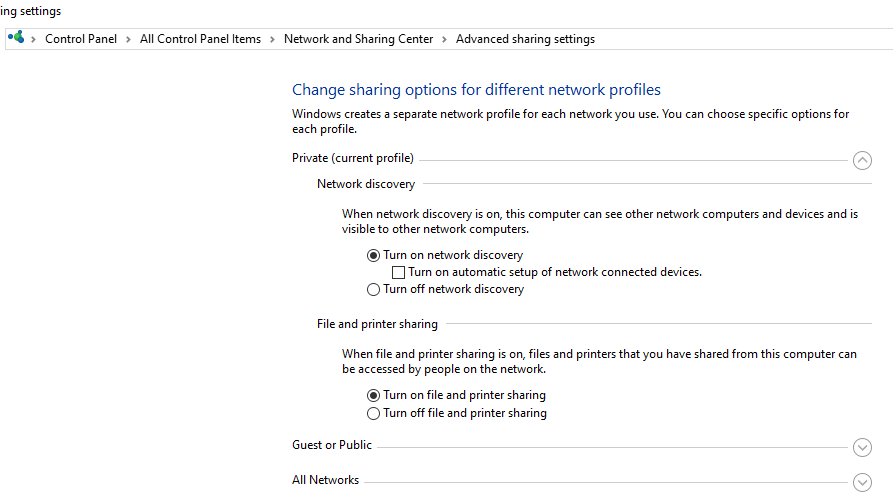 ing settings
Control Panel > All Control Panel Items > Network and Sharing Center > Advanced sharing settings
Change sharing options for different network profiles
Windows creates a separate network profile for each network you use. You can choose specific options for
each profile.
Private (current profile)
Network discovery
When network discovery is on, this computer can see other network computers and devices and is
visible to other network computers.
Turn on network discovery
Turn on automatic setup of network connected devices.
Turn off network discovery
File and printer sharing
When file and printer sharing is on, files and printers that you have shared from this computer can
be accessed by people on the network.
Turn on file and printer sharing
Turn off file and printer sharing
Guest or Public
All Networks